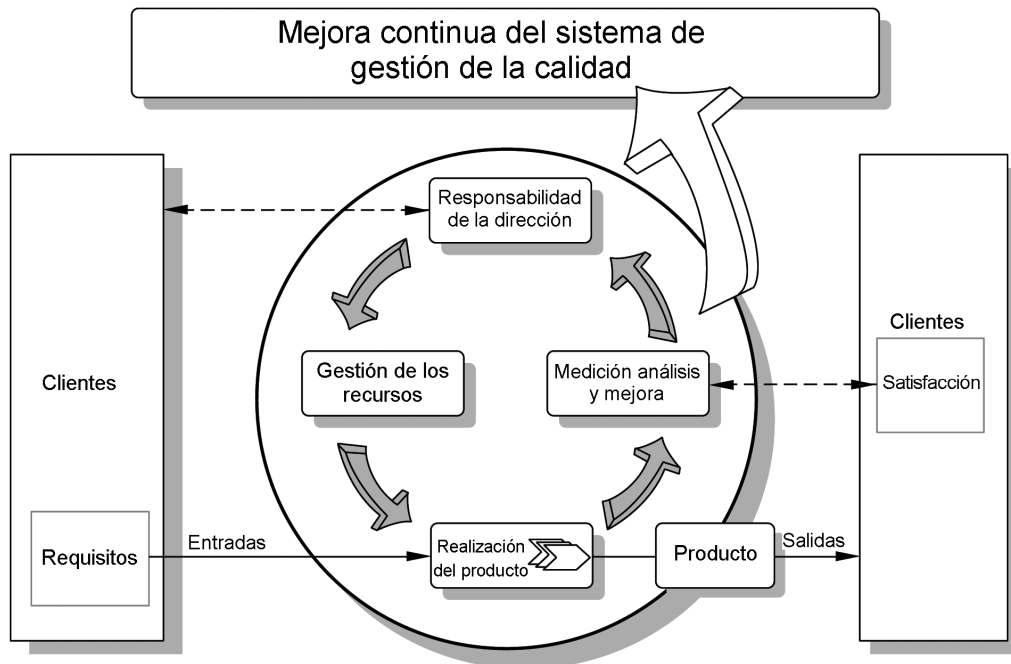 Mejora continua del sistema de
gestión de la calidad
Responsabilidad
de la dirección
Clientes
Gestión de los
recursos
Medición análisis
y mejora
Clientes
Satisfacción
Requisitos
Entradas
Realización
del producto
Producto
Salidas